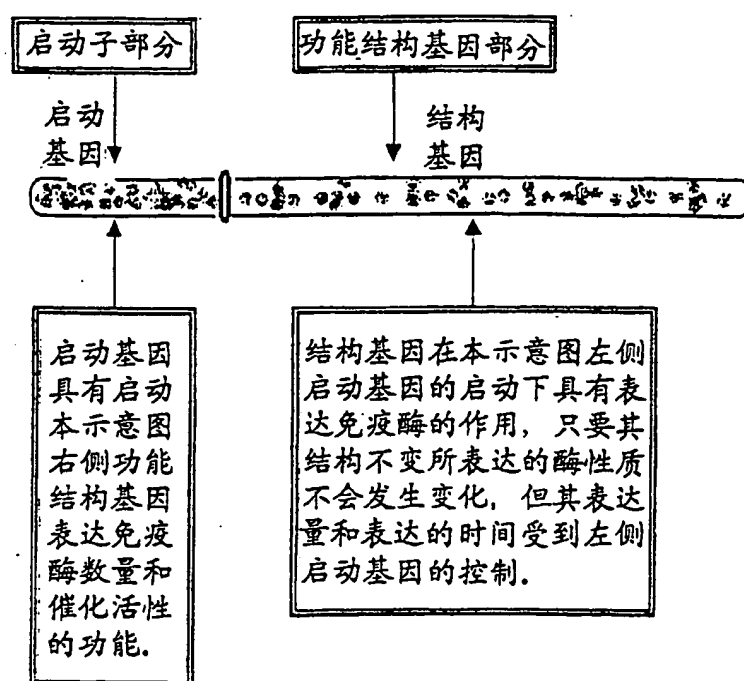 启动子部分
功能结构基因部分
启动
基因
结构
基因
启动基因
具有启动
本示意图
右侧功能
结构基因
表达免疫
酶数量和
催化活性
的功能.
结构基因在本示意图左侧
启动基因的启动下具有表
达免疫酶的作用，只要其
结构不变所表达的酶性质
不会发生变化，但其表达
量和表达的时间受到左侧
启动基因的控制.